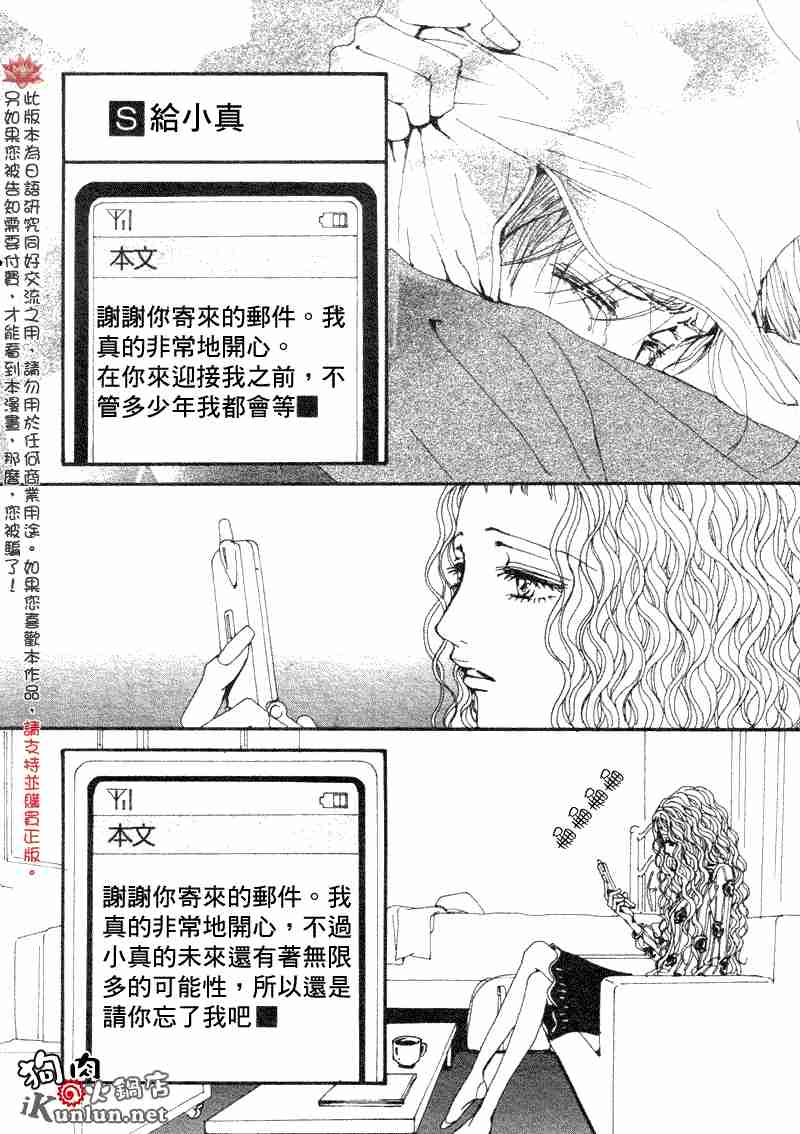 S給小真
本文
謝謝你寄來的郵件。我
真的非常地開心。
在你來迎接我之前，不
管多少年我都會等
本文
謝謝你寄來的郵件。我
真的非常地開心，不過
小真的未來還有著無限
多的可能性，所以還是
請你忘了我吧
嗶嗶嗶嗶
此版本為日語研究同好交流之用，請勿用於任何商業用途。如果您喜歡本作品，請支持並購買正版。
另如果您被告知需要付費，才能看到本漫畫，那麼，您被騙了！
狗肉
火鍋店
iKunlun.net